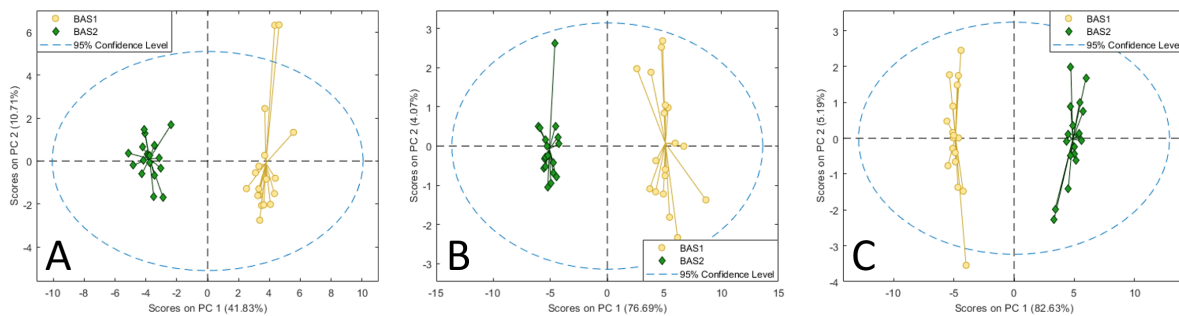 BAS1
BAS2
95% Confidence Level
6
4
2
0
-2
-4
Scores on PC 2 (10.71%)
A
-10
-8
-6
-4
-2
0
2
4
6
8
10
Scores on PC 1 (41.83%)
3
2
1
0
-1
-2
-3
Scores on PC 2 (4.07%)
B
BAS1
BAS2
95% Confidence Level
-15
-10
-5
0
5
10
15
Scores on PC 1 (76.69%)
BAS1
BAS2
95% Confidence Level
3
2
1
0
-1
-2
-3
-4
Scores on PC 2 (5.19%)
C
-10
-5
0
5
10
Scores on PC 1 (82.63%)